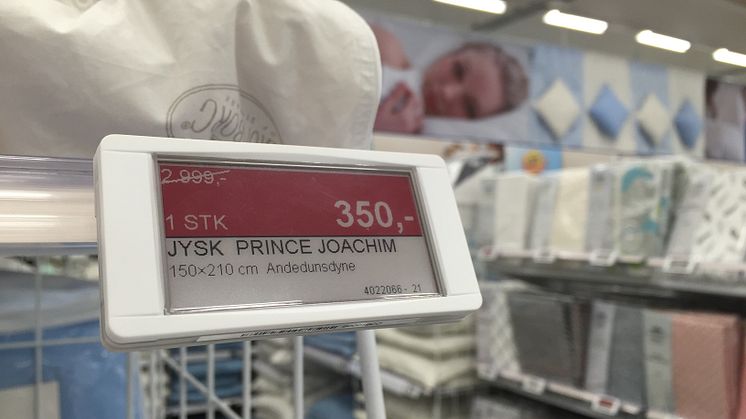 2.999,-
1 STK 350,-
JYSK PRINCE JOACHIM
150×210 cm Andedunsdyne
4022066 - 21